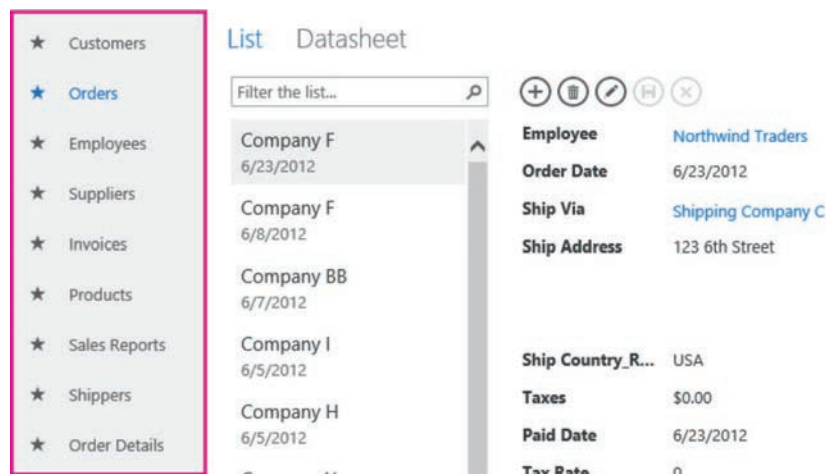 Customers
Orders
Employees
Suppliers
Invoices
Products
Sales Reports
Shippers
Order Details
List Datasheet
Filter the list...
Company F
6/23/2012
Company F
6/8/2012
Company BB
6/7/2012
Company I
6/5/2012
Company H
6/5/2012
Employee Northwind Traders
Order Date 6/23/2012
Ship Via Shipping Company C
Ship Address 123 6th Street
Ship Country_R... USA
Taxes $0.00
Paid Date 6/23/2012
Tax Rate 0